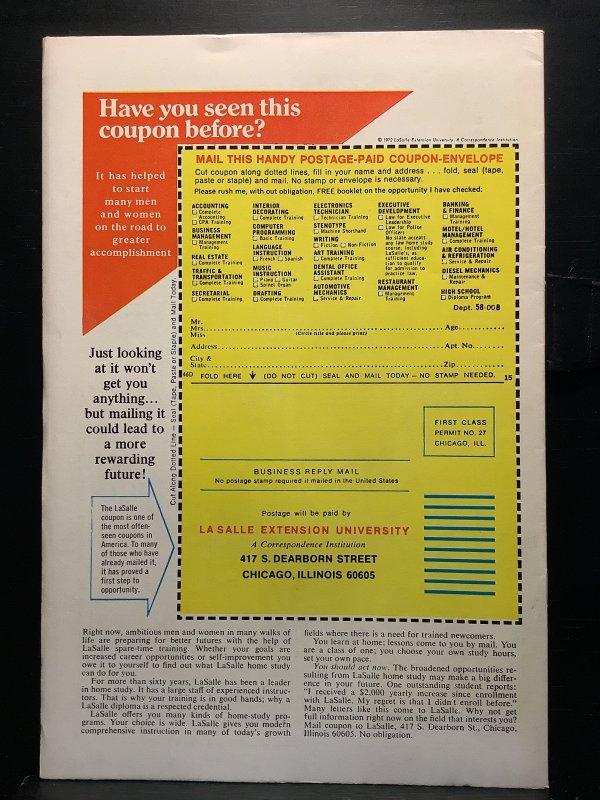 Have you seen this
coupon before?
© 1972 LaSalle Extension University, A Correspondence Institution
It has helped
to start
many men
and women
on the road to
greater
accomplishment
MAIL THIS HANDY POSTAGE-PAID COUPON-ENVELOPE
Cut coupon along dotted lines, fill in your name and address . . . fold, seal (tape,
paste or staple) and mail. No stamp or envelope is necessary.
Please rush me, with out obligation, FREE booklet on the opportunity I have checked:
ACCOUNTING
☐ Complete
Accounting
☐ CPA Training
BUSINESS
MANAGEMENT
☐ Management
Training
REAL ESTATE
☐ Complete Training
TRAFFIC &
TRANSPORTATION
☐ Complete Training
SECRETARIAL
☐ Complete Training
INTERIOR
DECORATING
☐ Complete Training
COMPUTER
PROGRAMMING
☐ Basic Training
LANGUAGE
INSTRUCTION
☐ French ☐ Spanish
MUSIC
INSTRUCTION
☐ Piano ☐ Guitar
☐ Spinet Organ
DRAFTING
☐ Complete Training
ELECTRONICS
TECHNICIAN
☐ Technician Training
STENOTYPE
☐ Machine Shorthand
WRITING
☐ Fiction ☐ Non-Fiction
ART TRAINING
☐ Complete Training
DENTAL OFFICE
ASSISTANT
☐ Complete Training
AUTOMOTIVE
MECHANICS
☐ Service & Repair
EXECUTIVE
DEVELOPMENT
☐ Law for Executive
Leadership
☐ Law for Police
Officers
No state accepts
any law home study
course, including
LaSalle's, as
sufficient educa-
tion to qualify
for admission to
practice law.
RESTAURANT
MANAGEMENT
☐ Management
Training
BANKING
& FINANCE
☐ Management
Training
MOTEL/HOTEL
MANAGEMENT
☐ Complete Training
AIR CONDITIONING
& REFRIGERATION
☐ Service & Repair
DIESEL MECHANICS
☐ Maintenance &
Repair
HIGH SCHOOL
☐ Diploma Program
Dept. 58-008
Mr.
Mrs. Age
Miss (Circle title and please print)
Address Apt. No.
City &
State Zip
460 FOLD HERE (DO NOT CUT) SEAL AND MAIL TODAY — NO STAMP NEEDED. 15
Cut Along Dotted Line — Seal (Tape, Paste or Staple) and Mail Today
Just looking
at it won't
get you
anything...
but mailing it
could lead to
a more
rewarding
future!
The LaSalle
coupon is one of
the most often-
seen coupons in
America. To many
of those who have
already mailed it,
it has proved a
first step to
opportunity.
FIRST CLASS
PERMIT NO. 27
CHICAGO, ILL.
BUSINESS REPLY MAIL
No postage stamp required if mailed in the United States
Postage will be paid by
LA SALLE EXTENSION UNIVERSITY
A Correspondence Institution
417 S. DEARBORN STREET
CHICAGO, ILLINOIS 60605
Right now, ambitious men and women in many walks of
life are preparing for better futures with the help of
LaSalle spare-time training. Whether your goals are
increased career opportunities or self-improvement you
owe it to yourself to find out what LaSalle home study
can do for you.
For more than sixty years, LaSalle has been a leader
in home study. It has a large staff of experienced instruc-
tors. That is why your training is in good hands; why a
LaSalle diploma is a respected credential.
LaSalle offers you many kinds of home-study pro-
grams. Your choice is wide. LaSalle gives you modern
comprehensive instruction in many of today's growth
fields where there is a need for trained newcomers.
You learn at home; lessons come to you by mail. You
are a class of one; you choose your own study hours,
set your own pace.
You should act now. The broadened opportunities re-
sulting from LaSalle home study may make a big differ-
ence in your future. One outstanding student reports:
"I received a $2,000 yearly increase since enrollment
with LaSalle. My regret is that I didn't enroll before."
Many letters like this come to LaSalle. Why not get
full information right now on the field that interests you?
Mail coupon to LaSalle, 417 S. Dearborn St., Chicago,
Illinois 60605. No obligation.